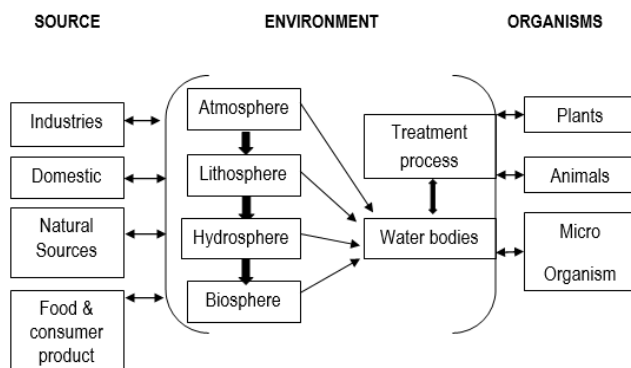 SOURCE
ENVIRONMENT
ORGANISMS
Industries
Domestic
Natural
Sources
Food &
consumer
product
Atmosphere
Lithosphere
Hydrosphere
Biosphere
Treatment
process
Water bodies
Plants
Animals
Micro
Organism